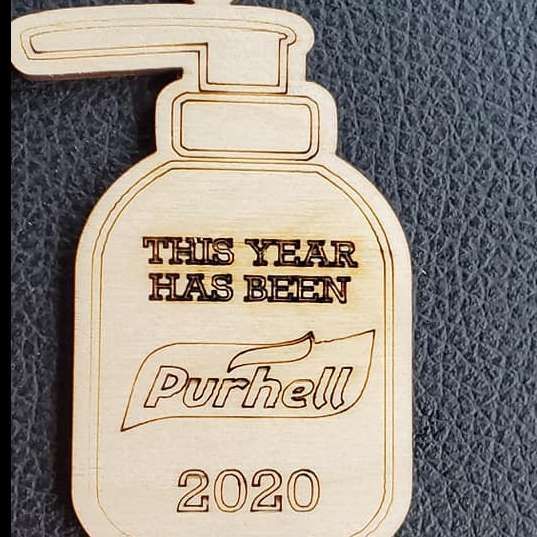 THIS YEAR
HAS BEEN
Purhell
2020